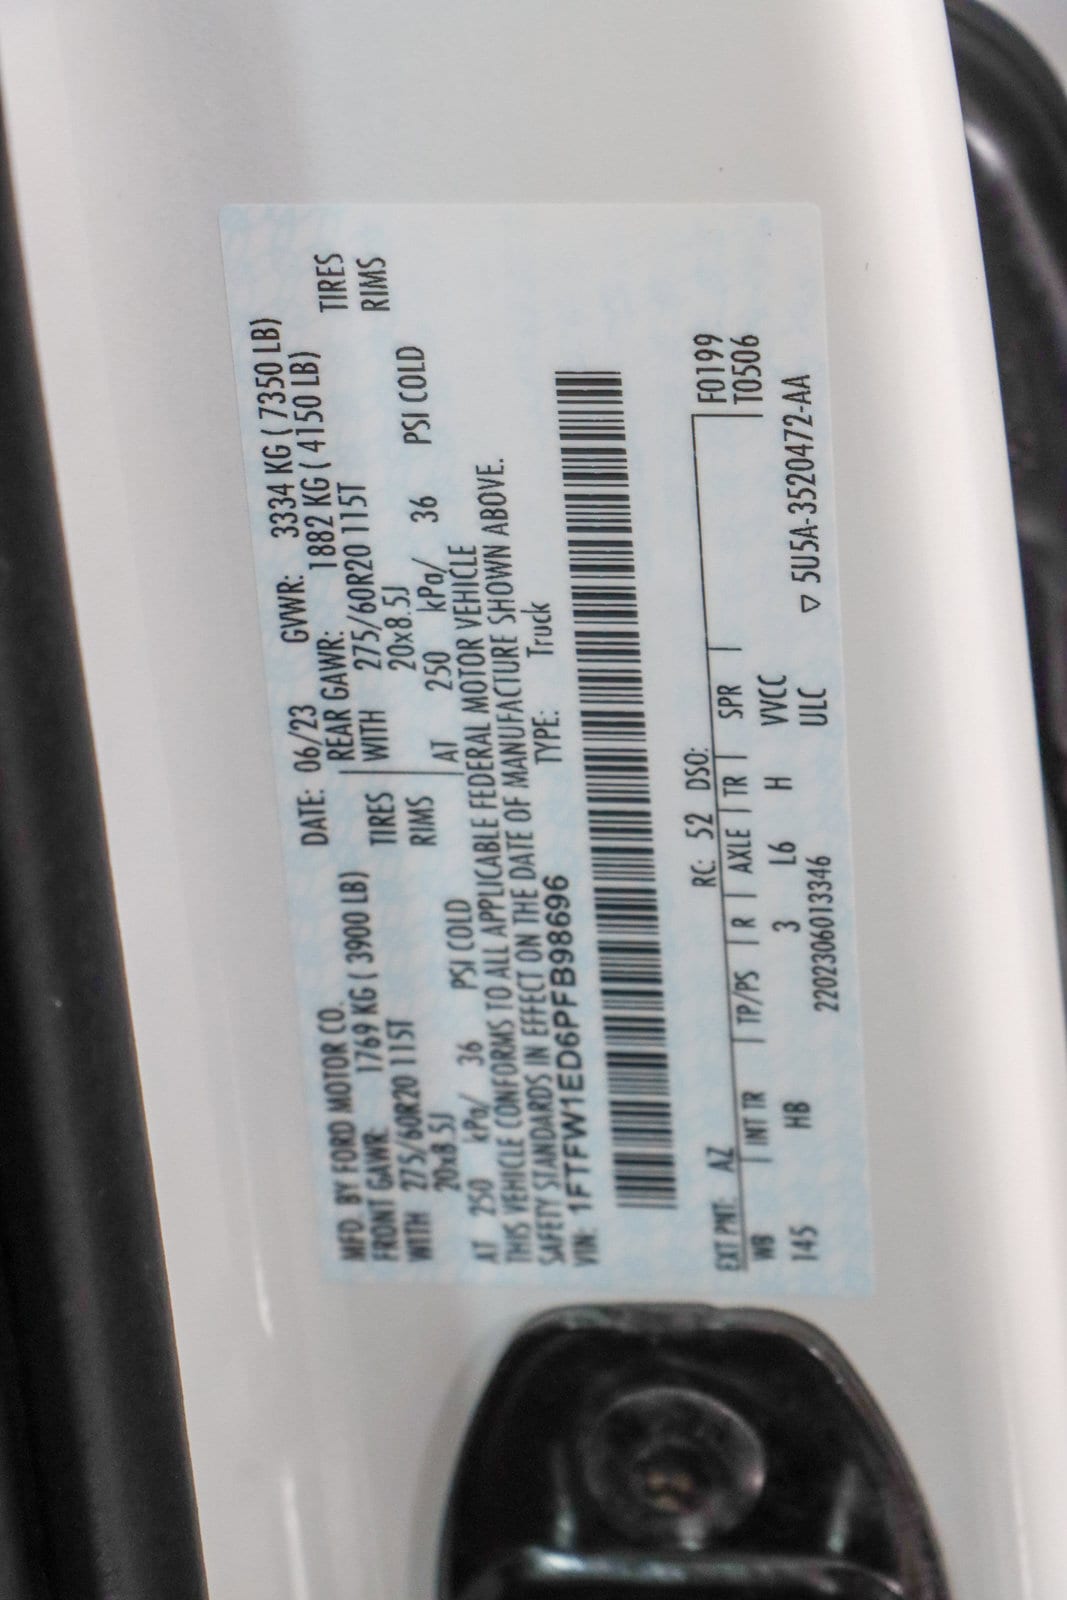 MFD. BY FORD MOTOR CO. DATE: 06/23 GVWR: 3334 KG ( 7350 LB)
FRONT GAWR: 1769 KG ( 3900 LB) REAR GAWR: 1882 KG ( 4150 LB)
WITH 275/60R20 115T TIRES WITH 275/60R20 115T TIRES
20x8.5J RIMS 20x8.5J RIMS
AT 250 kPa/ 36 PSI COLD AT 250 kPa/ 36 PSI COLD
THIS VEHICLE CONFORMS TO ALL APPLICABLE FEDERAL MOTOR VEHICLE
SAFETY STANDARDS IN EFFECT ON THE DATE OF MANUFACTURE SHOWN ABOVE.
VIN: 1FTFW1ED6PFB98696 TYPE: Truck
EXT PNT: AZ RC: 52 DSO: F0199
WB INT TR TP/PS R AXLE TR SPR T0506
145 HB 3 L6 H VVCC
2202306013346 ULC ▽ 5U5A-3520472-AA